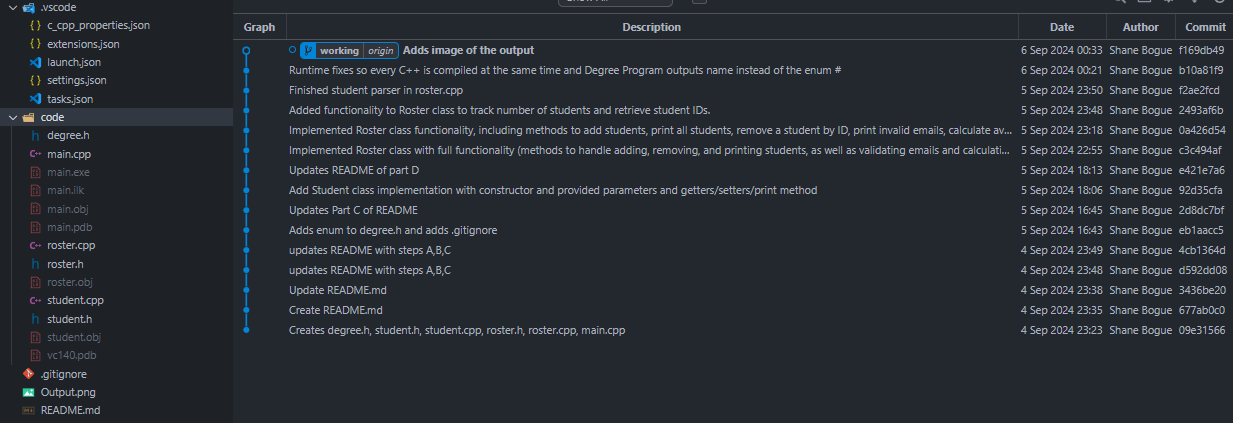 .vscode
c_cpp_properties.json
extensions.json
launch.json
settings.json
tasks.json
code
degree.h
main.cpp
main.exe
main.ilk
main.obj
main.pdb
roster.cpp
roster.h
roster.obj
student.cpp
student.h
student.obj
vc140.pdb
.gitignore
Output.png
README.md
Graph Description Date Author Commit
working origin Adds image of the output 6 Sep 2024 00:33 Shane Bogue f169db49
Runtime fixes so every C++ is compiled at the same time and Degree Program outputs name instead of the enum # 6 Sep 2024 00:21 Shane Bogue b10a81f9
Finished student parser in roster.cpp 5 Sep 2024 23:50 Shane Bogue f2ae2fcd
Added functionality to Roster class to track number of students and retrieve student IDs. 5 Sep 2024 23:48 Shane Bogue 2493af6b
Implemented Roster class functionality, including methods to add students, print all students, remove a student by ID, print invalid emails, calculate av... 5 Sep 2024 23:18 Shane Bogue 0a426d54
Implemented Roster class with full functionality (methods to handle adding, removing, and printing students, as well as validating emails and calculati... 5 Sep 2024 22:55 Shane Bogue c3c494af
Updates README of part D 5 Sep 2024 18:13 Shane Bogue e421e7a6
Add Student class implementation with constructor and provided parameters and getters/setters/print method 5 Sep 2024 18:06 Shane Bogue 92d35cfa
Updates Part C of README 5 Sep 2024 16:45 Shane Bogue 2d8dc7bf
Adds enum to degree.h and adds .gitignore 5 Sep 2024 16:43 Shane Bogue eb1aacc5
updates README with steps A,B,C 4 Sep 2024 23:49 Shane Bogue 4cb1364d
updates README with steps A,B,C 4 Sep 2024 23:48 Shane Bogue d592dd08
Update README.md 4 Sep 2024 23:38 Shane Bogue 3436be20
Create README.md 4 Sep 2024 23:35 Shane Bogue 677ab0c0
Creates degree.h, student.h, student.cpp, roster.h, roster.cpp, main.cpp 4 Sep 2024 23:23 Shane Bogue 09e31566